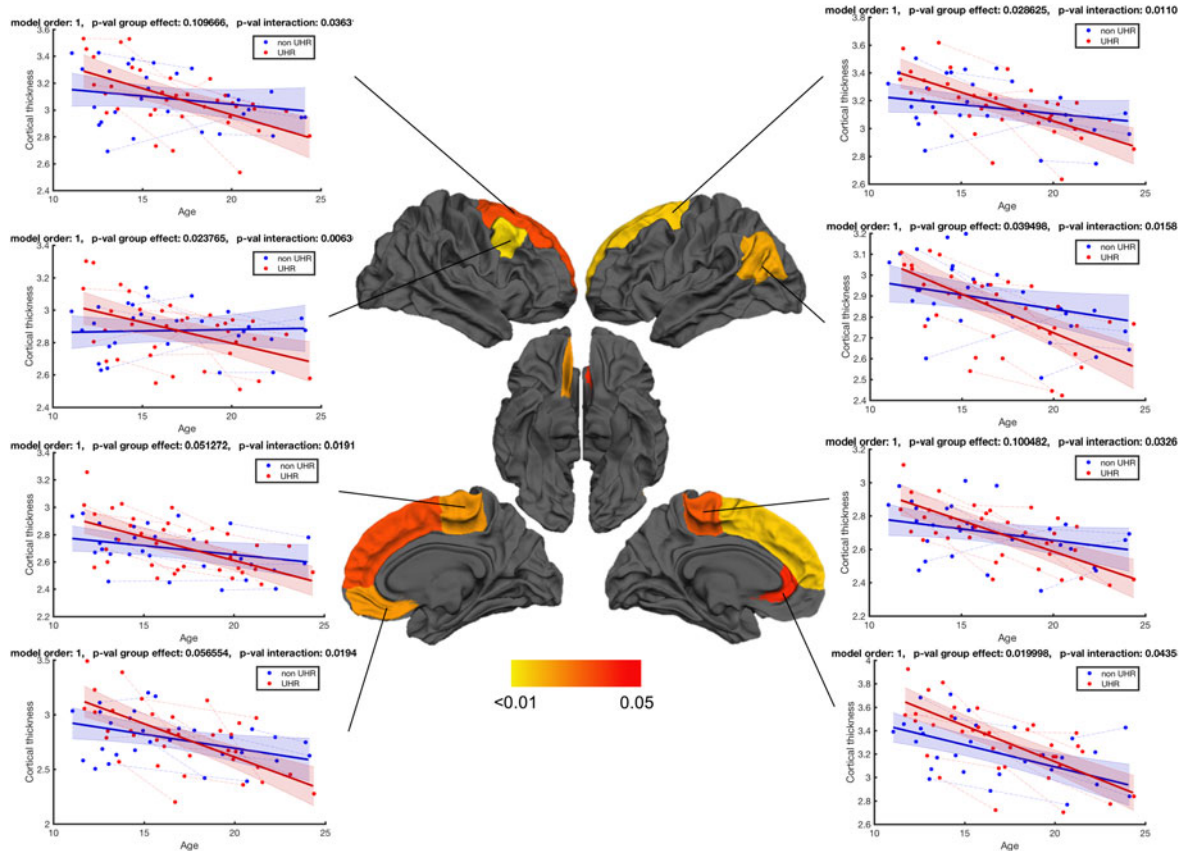 model order: 1, p-val group effect: 0.109666, p-val interaction: 0.0363
3.6
3.4
3.2
3
2.8
2.6
2.4
Cortical thickness
non UHR
UHR
10
15
20
25
Age
model order: 1, p-val group effect: 0.028625, p-val interaction: 0.0110
3.8
3.6
3.4
3.2
3
2.8
2.6
Cortical thickness
non UHR
UHR
10
15
20
25
Age
model order: 1, p-val group effect: 0.023765, p-val interaction: 0.0063
3.4
3.2
3
2.8
2.6
2.4
Cortical thickness
non UHR
UHR
10
15
20
25
Age
model order: 1, p-val group effect: 0.039498, p-val interaction: 0.0158
3.2
3.1
3
2.9
2.8
2.7
2.6
2.5
2.4
Cortical thickness
non UHR
UHR
10
15
20
25
Age
model order: 1, p-val group effect: 0.051272, p-val interaction: 0.0191
3.4
3.2
3
2.8
2.6
2.4
2.2
Cortical thickness
non UHR
UHR
10
15
20
25
Age
model order: 1, p-val group effect: 0.100482, p-val interaction: 0.0326
3.2
3
2.8
2.6
2.4
2.2
Cortical thickness
non UHR
UHR
10
15
20
25
Age
model order: 1, p-val group effect: 0.056554, p-val interaction: 0.0194
3.5
3
2.5
2
Cortical thickness
non UHR
UHR
10
15
20
25
Age
<0.01
0.05
model order: 1, p-val group effect: 0.019998, p-val interaction: 0.0435
4
3.8
3.6
3.4
3.2
3
2.8
2.6
Cortical thickness
non UHR
UHR
10
15
20
25
Age